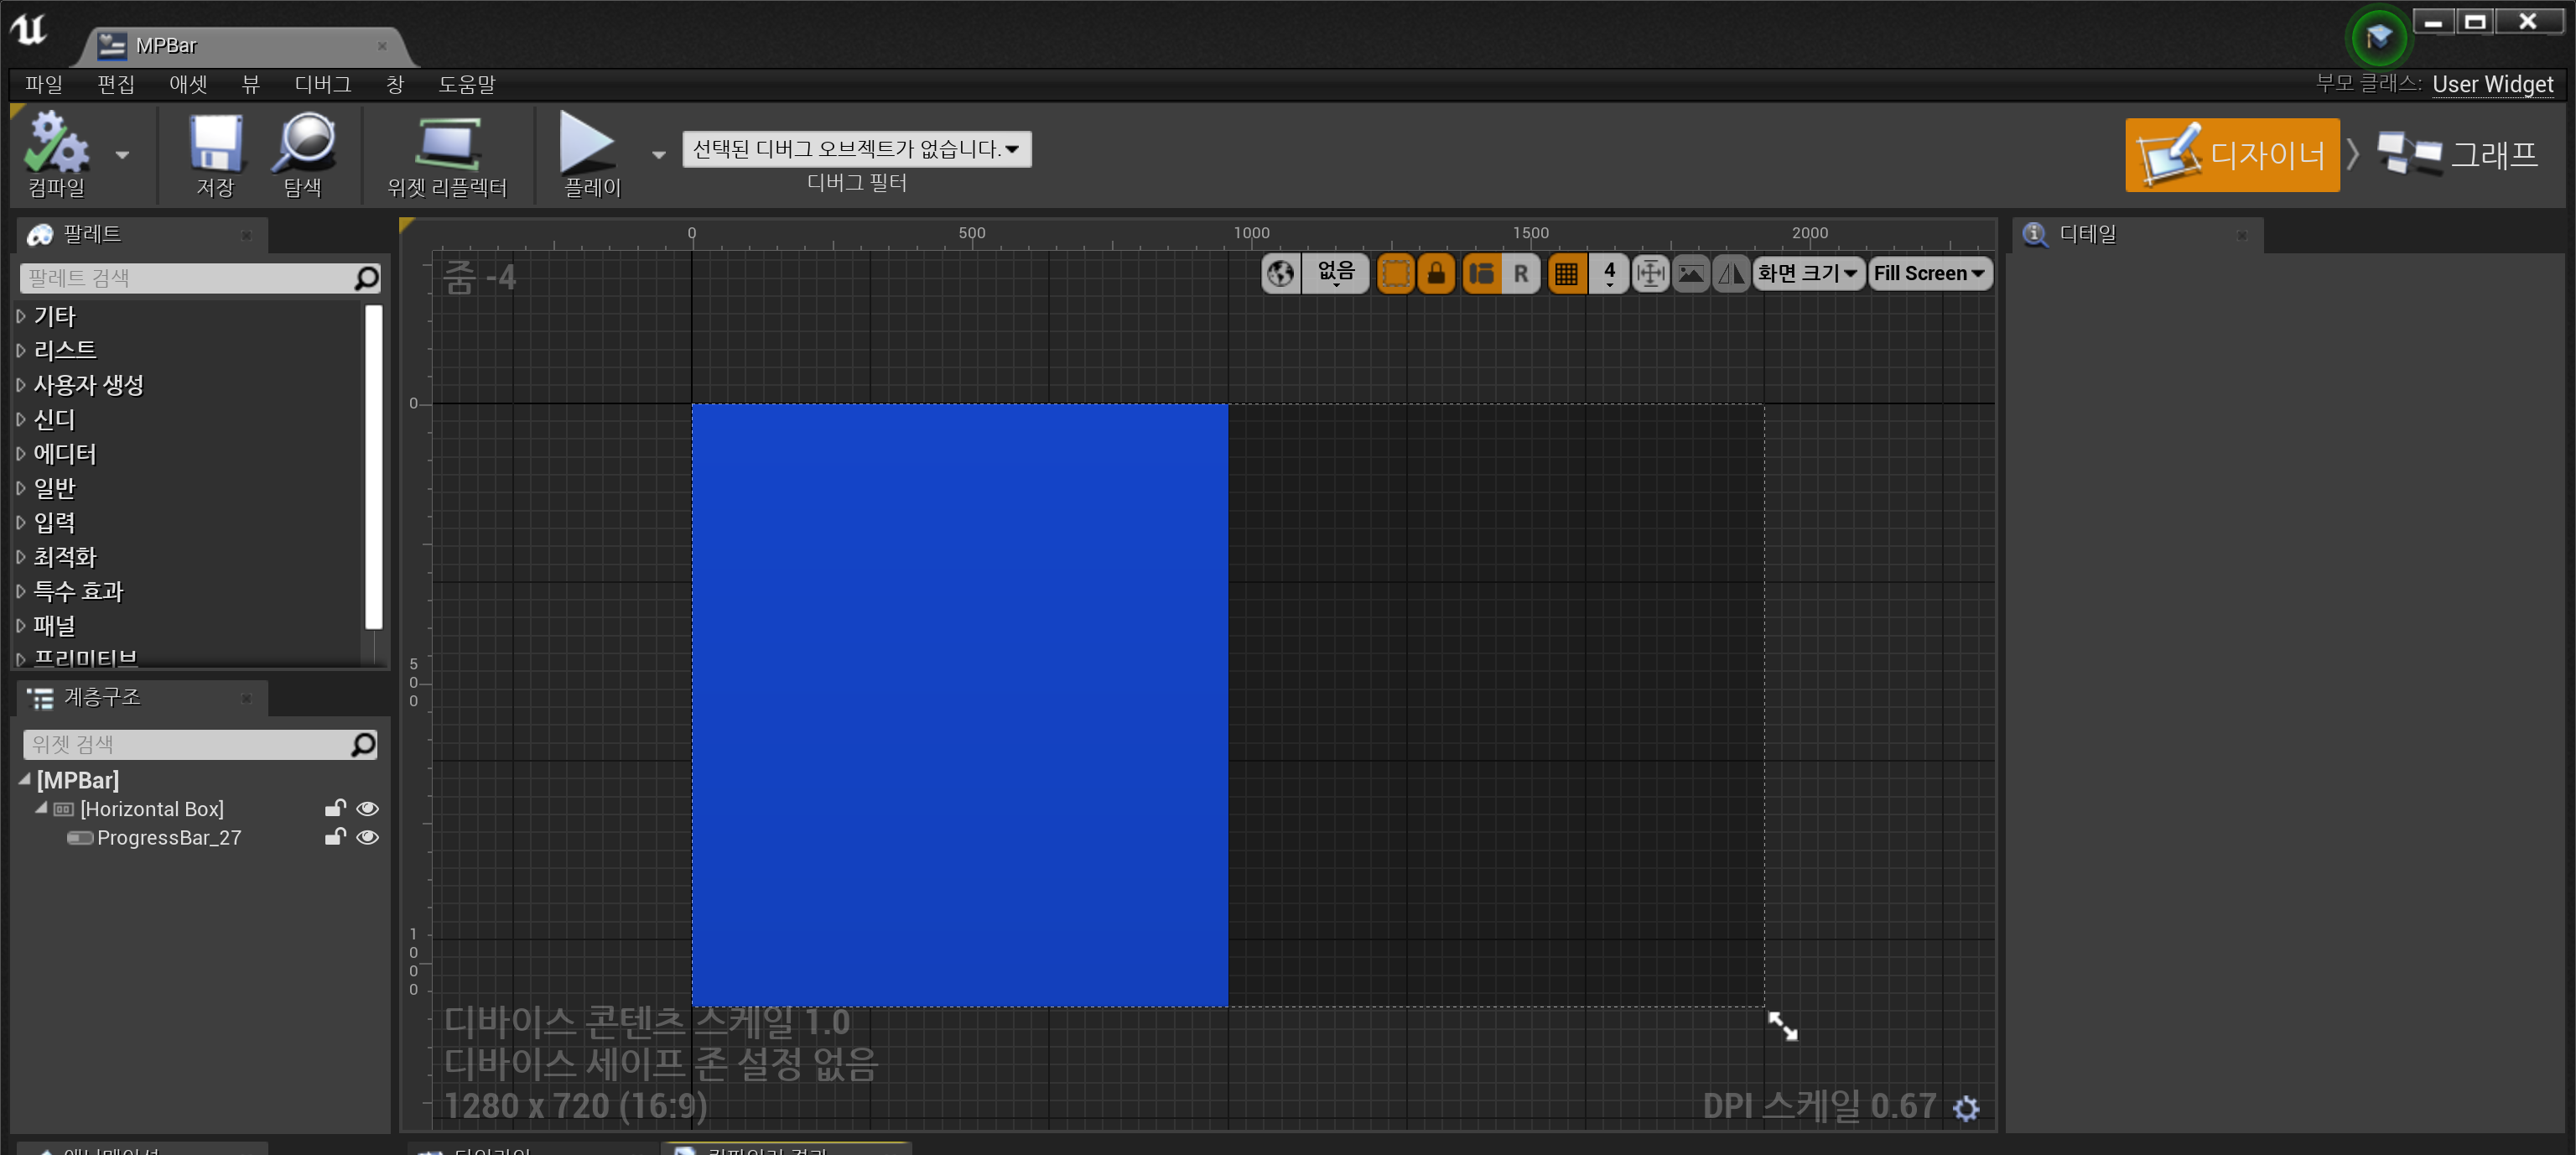 MPBar
파일 편집 애셋 뷰 디버그 창 도움말
부모 클래스: User Widget
컴파일
저장
탐색
위젯 리플렉터
플레이
선택된 디버그 오브젝트가 없습니다.
디버그 필터
디자이너
그래프
팔레트
팔레트 검색
기타
리스트
사용자 생성
신디
에디터
일반
입력
최적화
특수 효과
패널
프리미티브
계층구조
위젯 검색
[MPBar]
[Horizontal Box]
ProgressBar_27
0 500 1000 1500 2000
줌 -4
없음
R
4
화면 크기
Fill Screen
0
500
1000
디바이스 콘텐츠 스케일 1.0
디바이스 세이프 존 설정 없음
1280 x 720 (16:9)
DPI 스케일 0.67
디테일